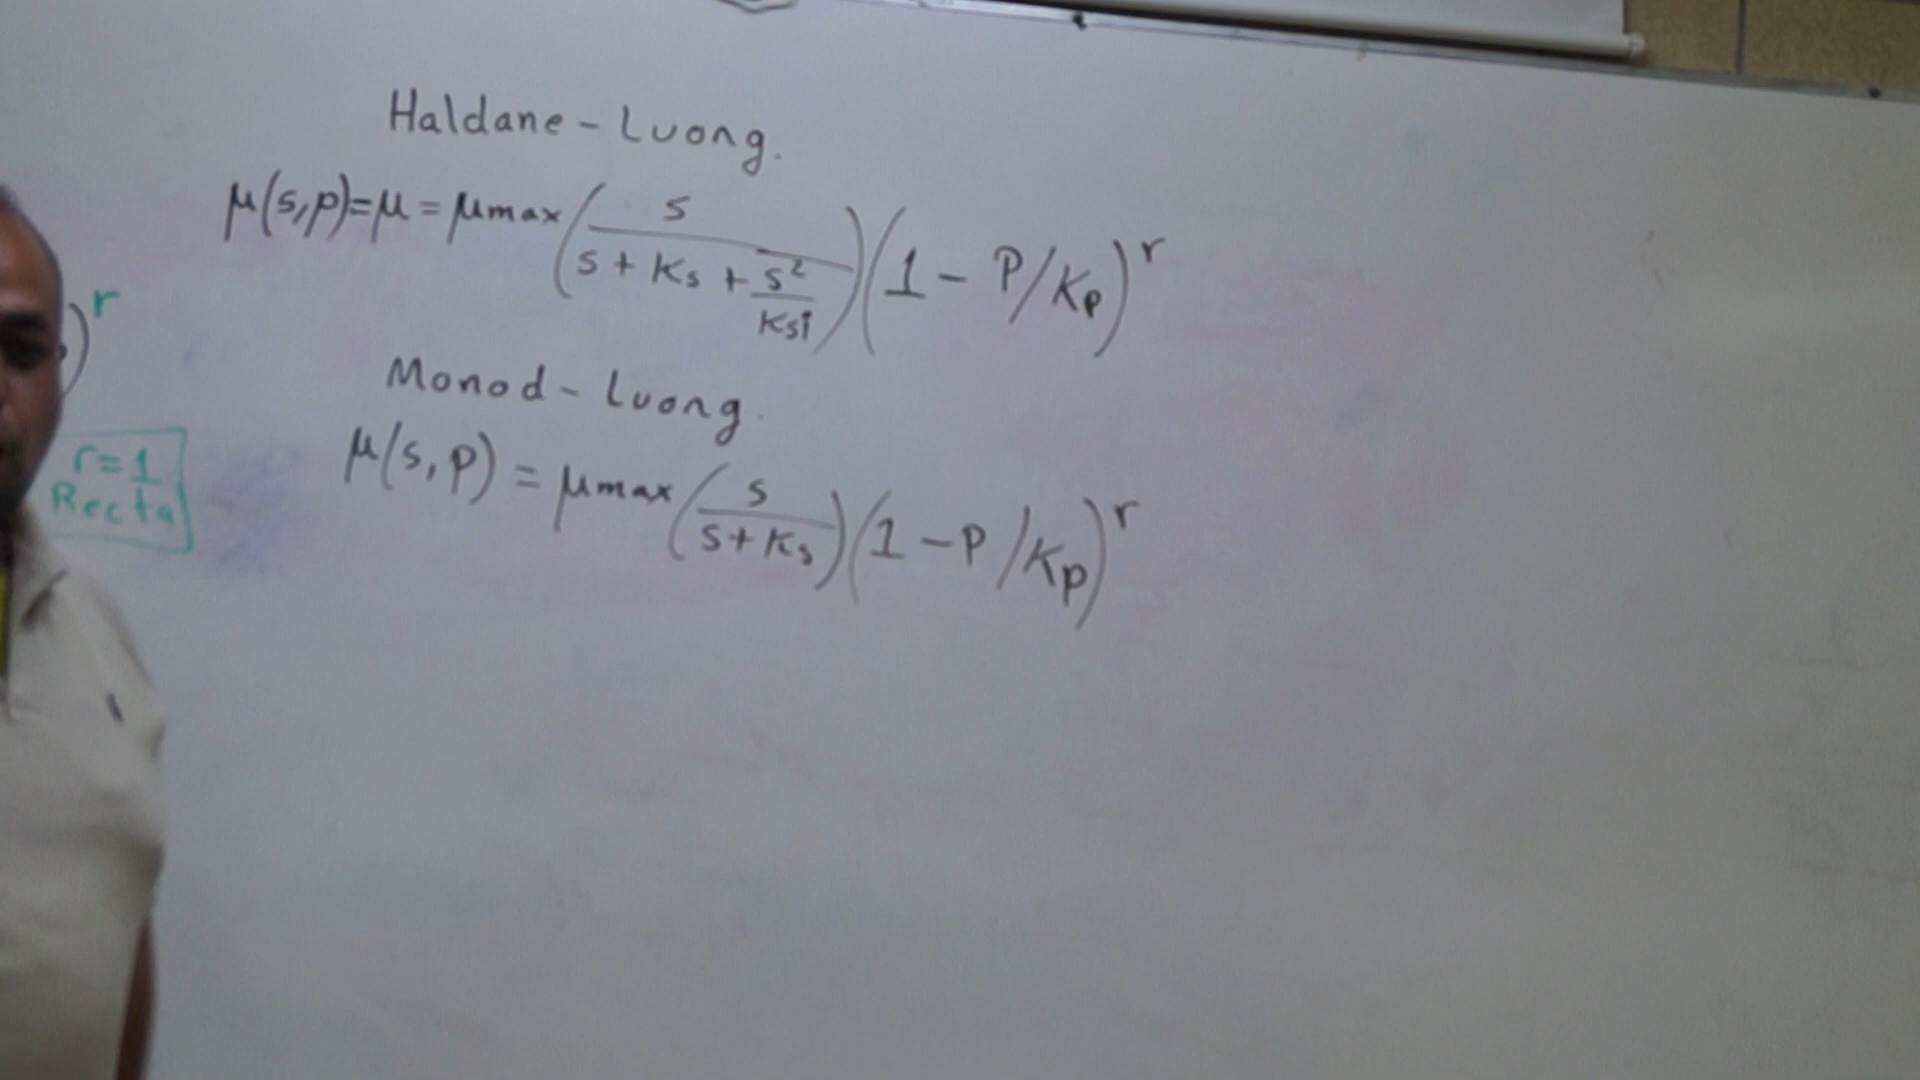 Haldane - Luong.
μ(s,p)=μ = μmax (s / (s + Ks + s²/Ksi)) (1 - P/Kp)^r
)^r
Monod - Luong.
μ(s,p) = μmax (s / (s + Ks)) (1 - P/Kp)^r
r=1
Recta